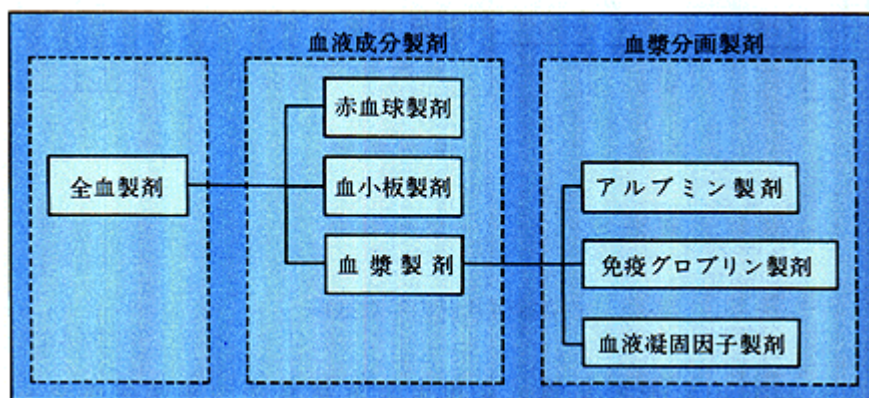 血液成分製剤
血漿分画製剤
全血製剤
赤血球製剤
血小板製剤
血漿製剤
アルブミン製剤
免疫グロブリン製剤
血液凝固因子製剤